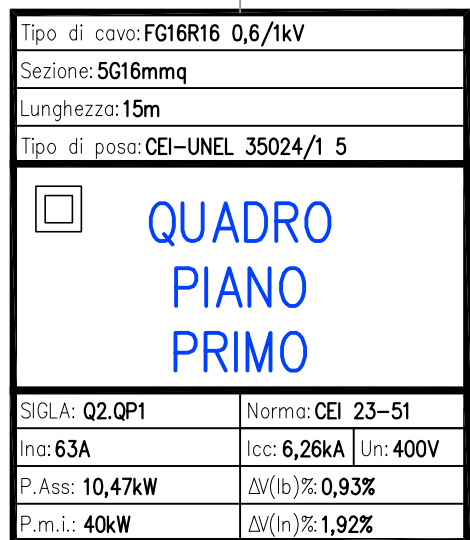 Tipo di cavo: FG16R16 0,6/1kV
Sezione: 5G16mmq
Lunghezza: 15m
Tipo di posa: CEI-UNEL 35024/1 5
QUADRO
PIANO
PRIMO
SIGLA: Q2.QP1 Norma: CEI 23-51
Ina: 63A Icc: 6,26kA Un: 400V
P.Ass: 10,47kW ΔV(Ib)%: 0,93%
P.m.i.: 40kW ΔV(In)%: 1,92%